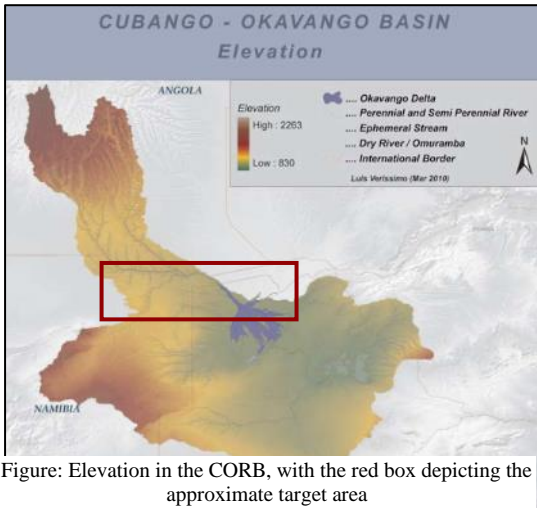 CUBANGO - OKAVANGO BASIN
Elevation
ANGOLA
Elevation
High : 2263
Low : 830
.... Okavango Delta
.... Perennial and Semi Perennial River
.... Ephemeral Stream
.... Dry River / Omuramba
.... International Border
Luis Verissimo (Mar 2010)
N
NAMIBIA
Figure: Elevation in the CORB, with the red box depicting the
approximate target area